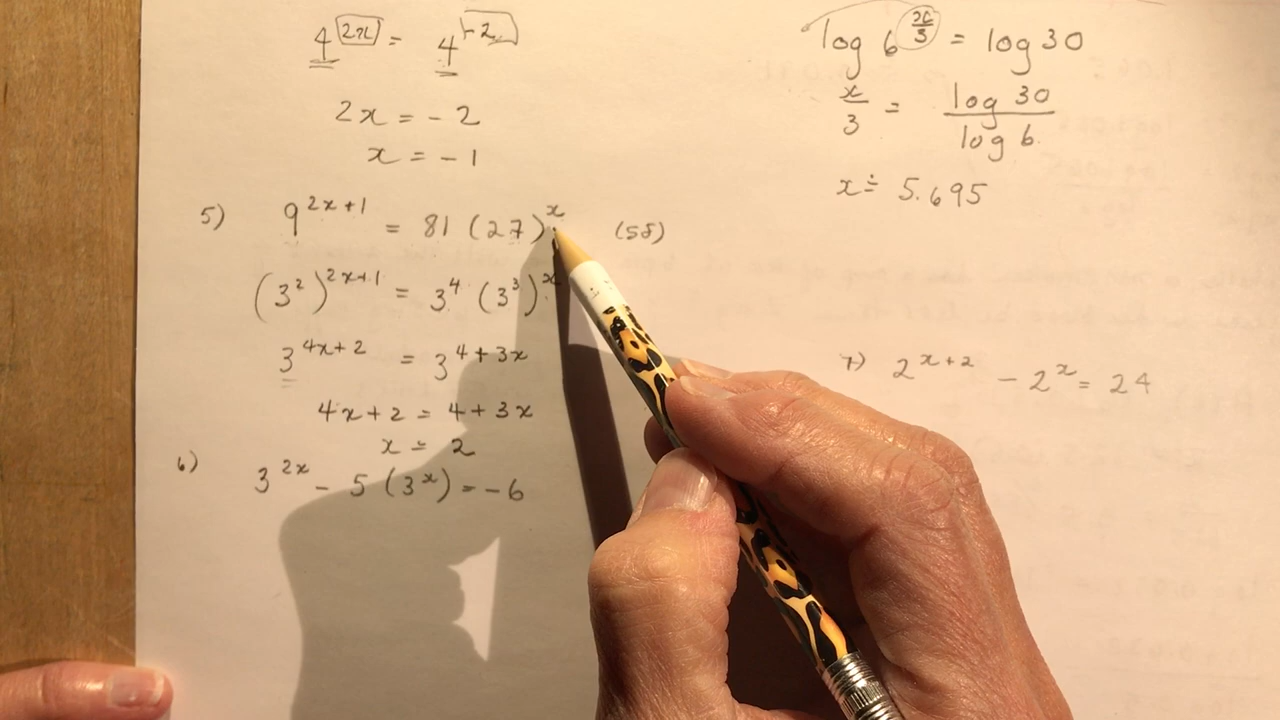 4^2x = 4^-2
2x = -2
x = -1
5) 9^2x+1 = 81 (27)^x (5δ)
(3^2)^2x+1 = 3^4 (3^3)^x
3^4x+2 = 3^4+3x
4x+2 = 4+3x
x = 2
6) 3^2x - 5 (3^x) = -6
log 6^x/3 = log 30
x/3 = log 30/log 6
x ≐ 5.695
7) 2^x+2 - 2^x = 24